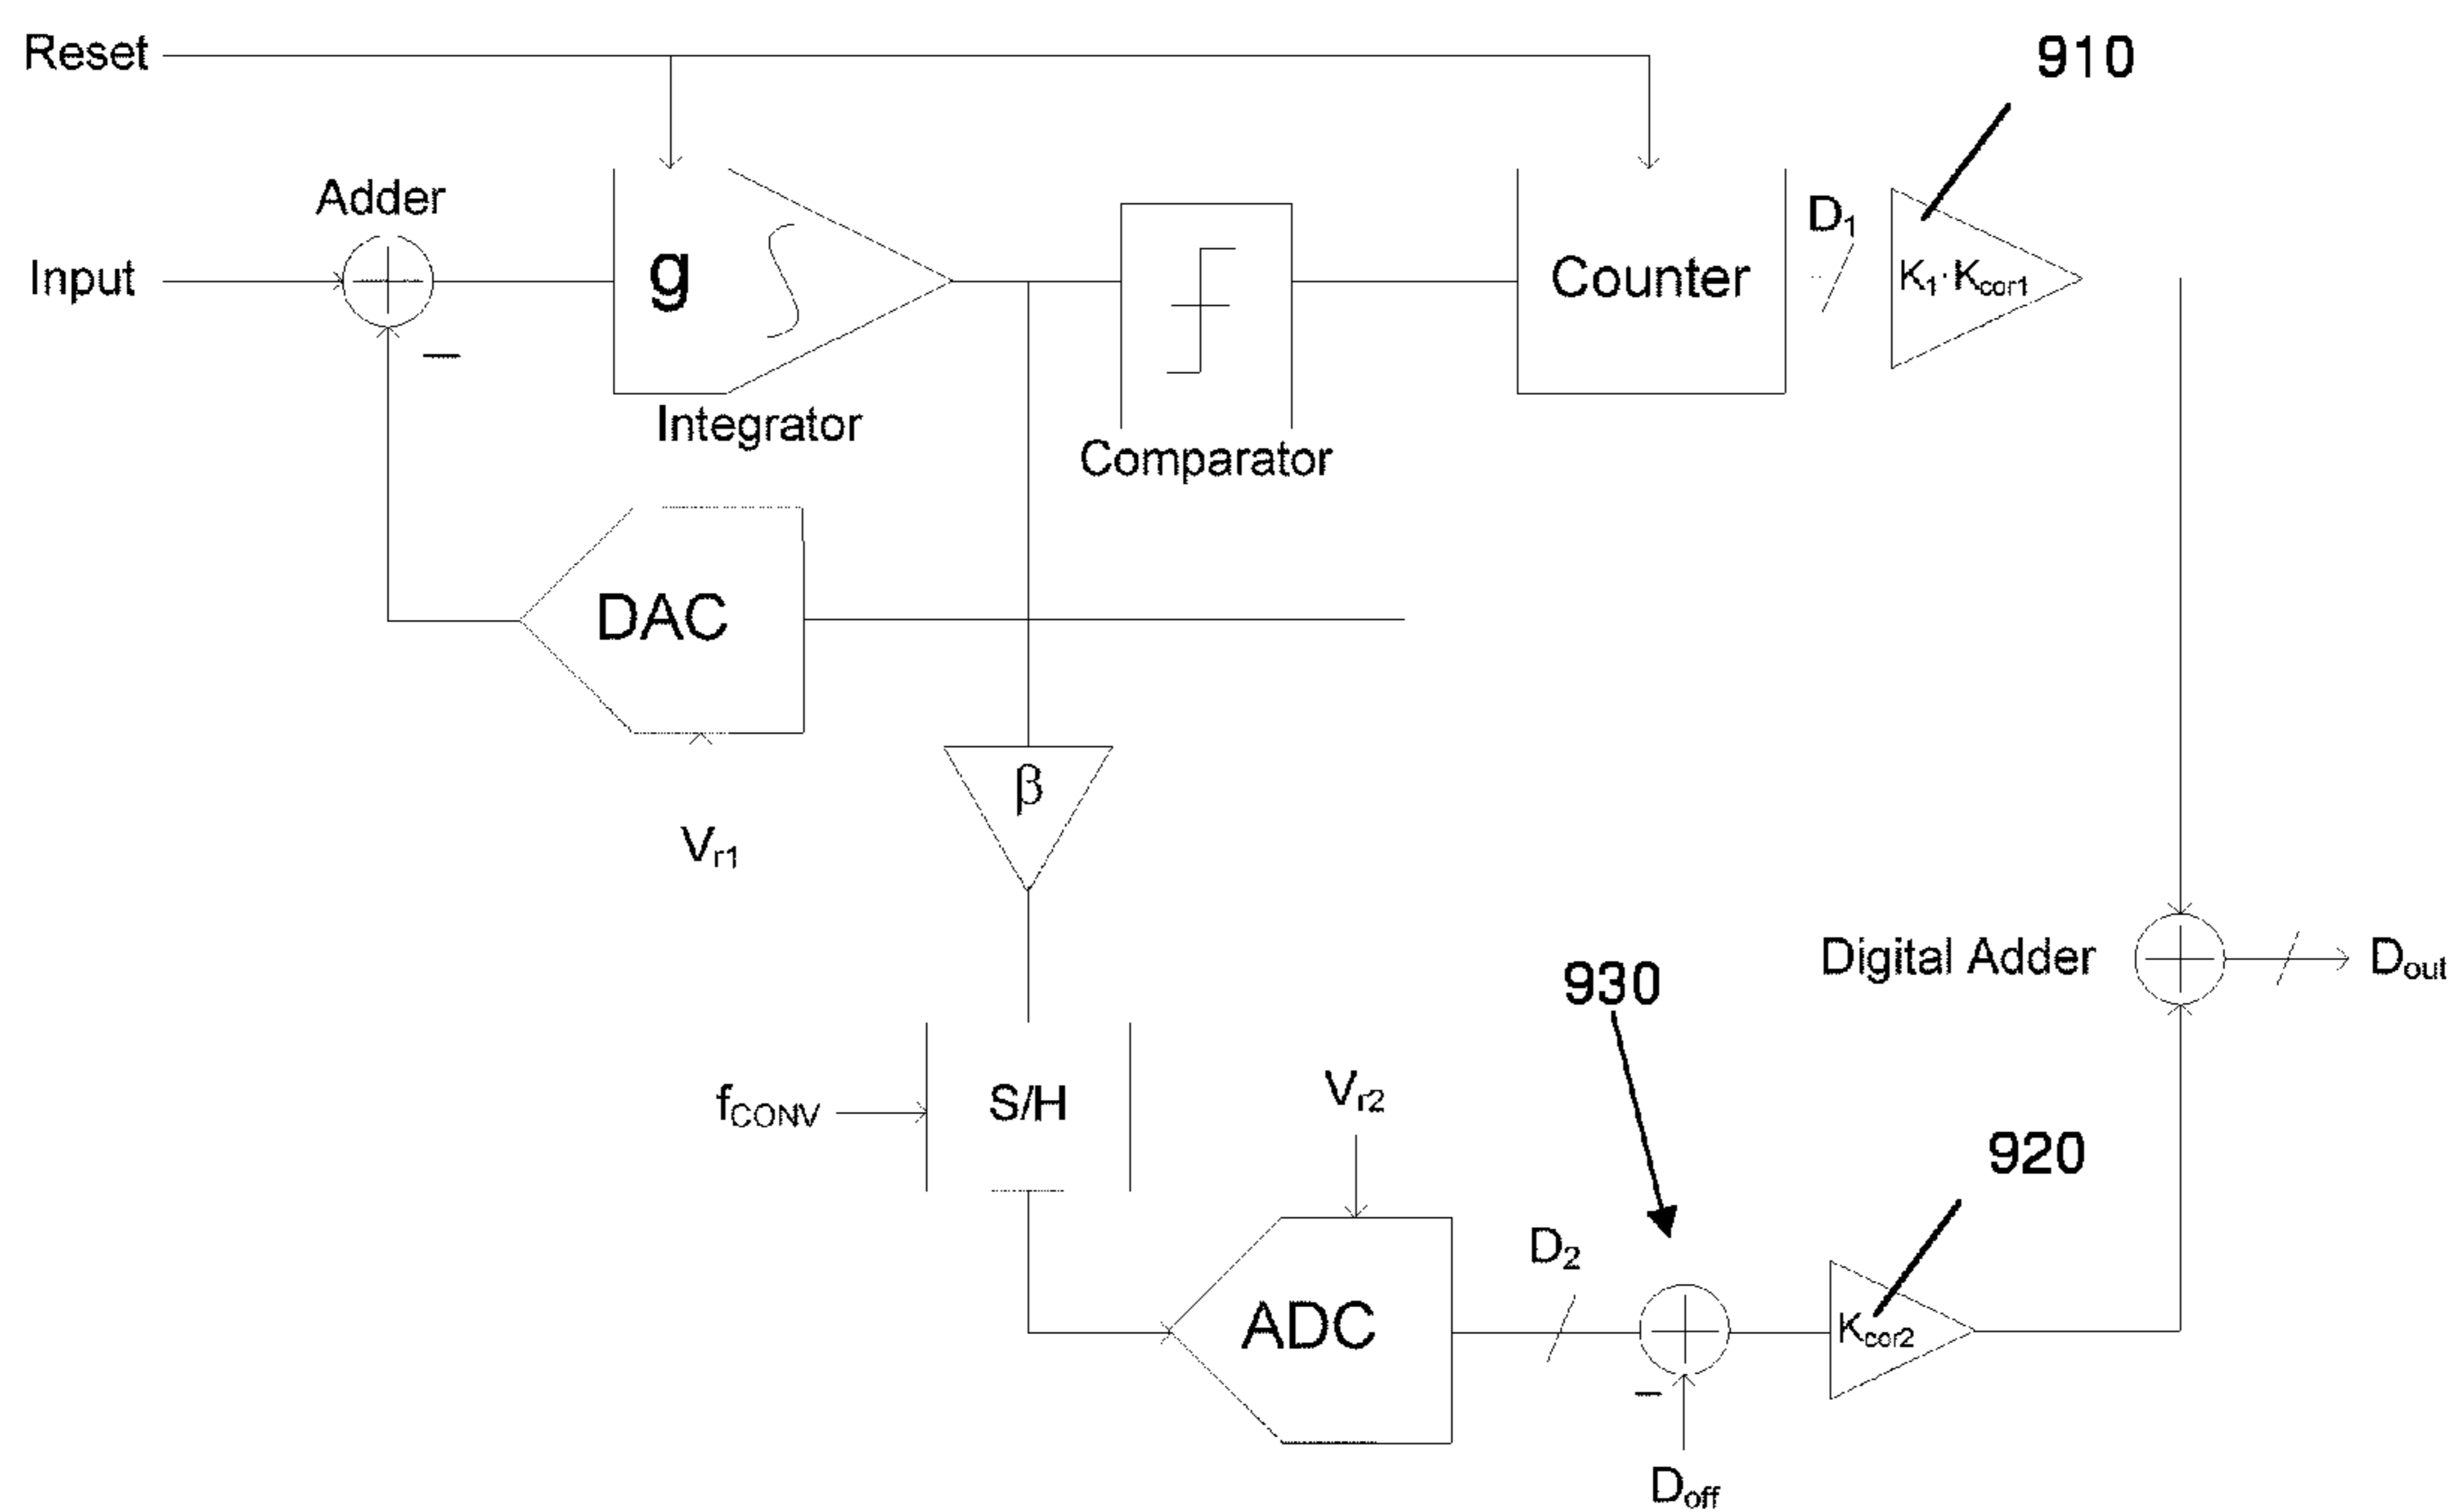 Reset
910
Adder
Input
g
Integrator
Comparator
Counter
D₁
K₁·Kcor1
DAC
Vr1
β
Digital Adder
Dout
930
fCONV
S/H
Vr2
920
D₂
ADC
Kcor2
Doff